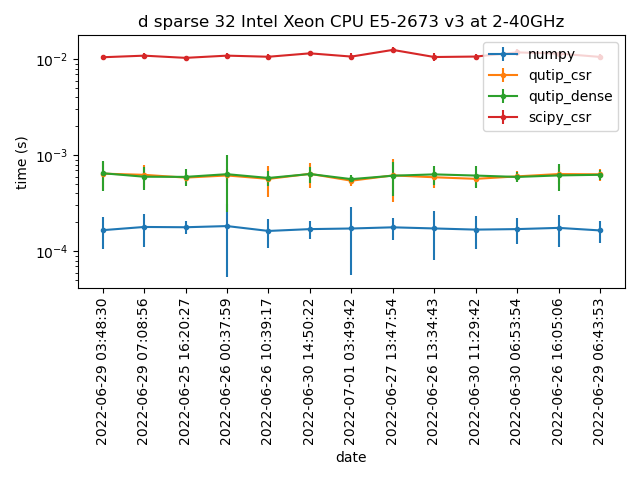 d sparse 32 Intel Xeon CPU E5-2673 v3 at 2-40GHz
time (s)
10⁻²
10⁻³
10⁻⁴
numpy
qutip_csr
qutip_dense
scipy_csr
2022-06-29 03:48:30
2022-06-29 07:08:56
2022-06-25 16:20:27
2022-06-26 00:37:59
2022-06-26 10:39:17
2022-06-30 14:50:22
2022-07-01 03:49:42
2022-06-27 13:47:54
2022-06-26 13:34:43
2022-06-30 11:29:42
2022-06-30 06:53:54
2022-06-26 16:05:06
2022-06-29 06:43:53
date